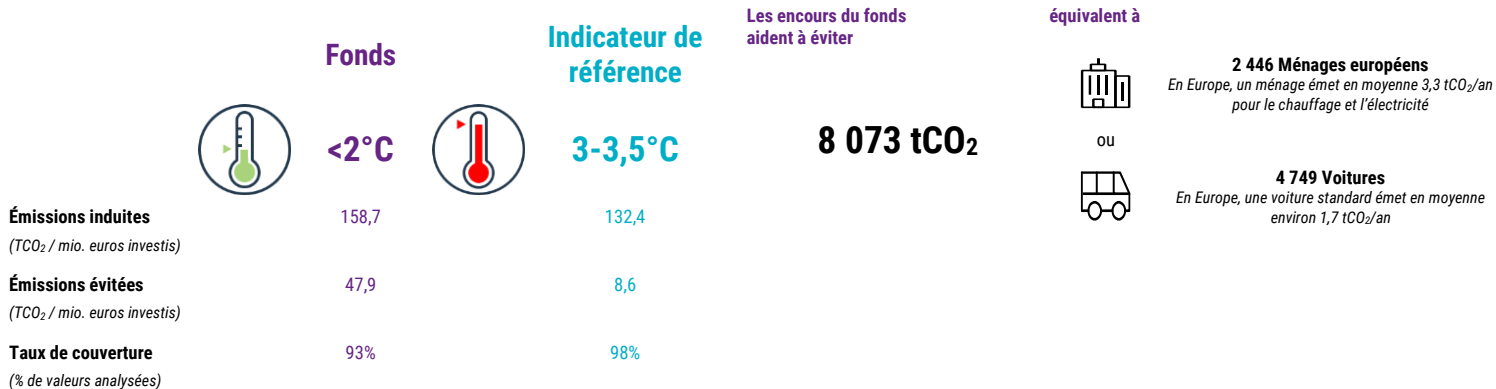 Fonds
Indicateur de
référence
Les encours du fonds
aident à éviter
équivalent à
<2°C
3-3,5°C
8 073 tCO₂
2 446 Ménages européens
En Europe, un ménage émet en moyenne 3,3 tCO₂/an
pour le chauffage et l'électricité
ou
4 749 Voitures
En Europe, une voiture standard émet en moyenne
environ 1,7 tCO₂/an
Émissions induites 158,7 132,4
(TCO₂ / mio. euros investis)
Émissions évitées 47,9 8,6
(TCO₂ / mio. euros investis)
Taux de couverture 93% 98%
(% de valeurs analysées)